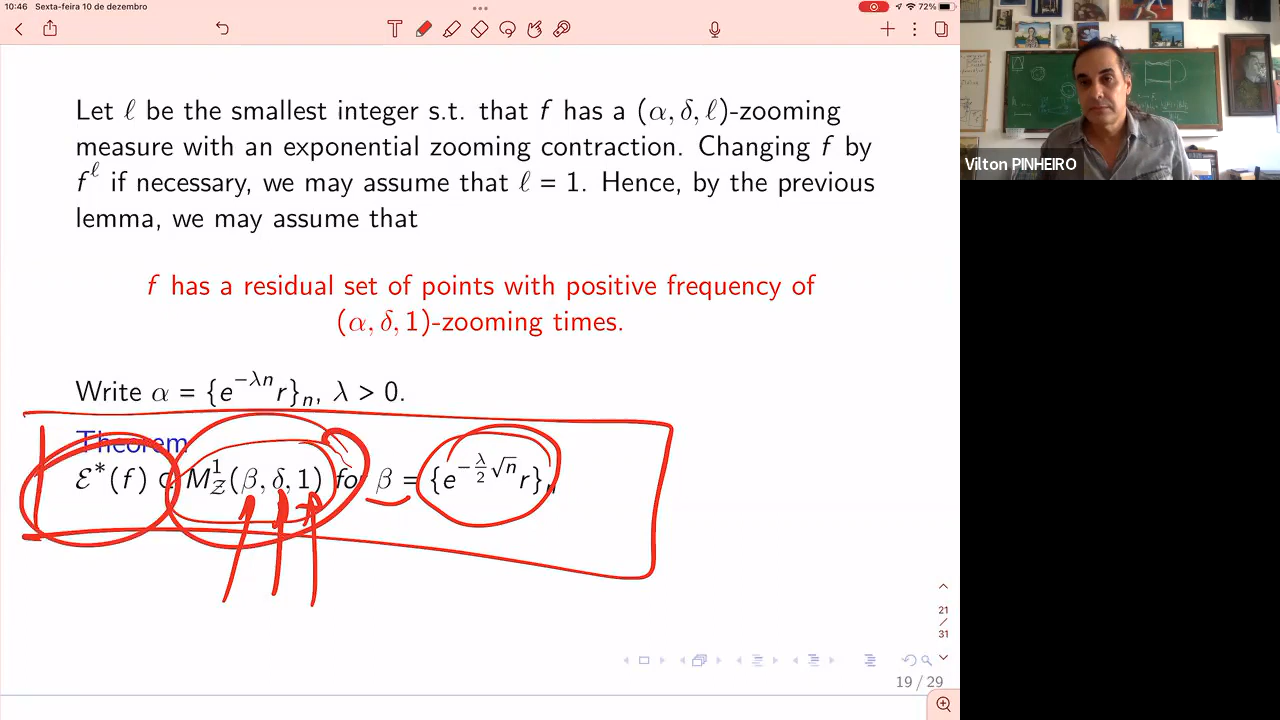 10:46 Sexta-feira 10 de dezembro
72%
Let ℓ be the smallest integer s.t. that f has a (α, δ, ℓ)-zooming
measure with an exponential zooming contraction. Changing f by
f^ℓ if necessary, we may assume that ℓ = 1. Hence, by the previous
lemma, we may assume that
f has a residual set of points with positive frequency of
(α, δ, 1)-zooming times.
Write α = {e^{−λn} r}_n, λ > 0.
Theorem
ℰ*(f) ⊂ M^1_𝒵(β, δ, 1) for β = {e^{−λ/2 √n} r}_n
21
/
31
19 / 29
Vilton PINHEIRO